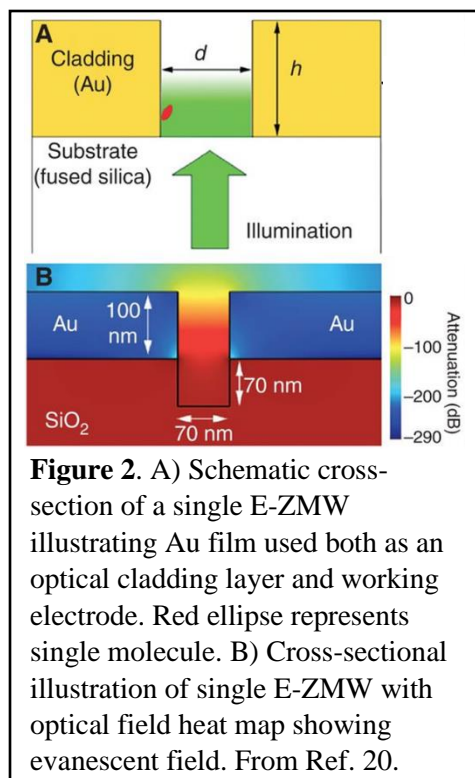 A
Cladding
(Au)
d
h
Substrate
(fused silica)
Illumination
B
Au
100
nm
Au
70 nm
SiO2
70 nm
0
−100
−200
−290
Attenuation (dB)
Figure 2. A) Schematic cross-
section of a single E-ZMW
illustrating Au film used both as an
optical cladding layer and working
electrode. Red ellipse represents
single molecule. B) Cross-sectional
illustration of single E-ZMW with
optical field heat map showing
evanescent field. From Ref. 20.